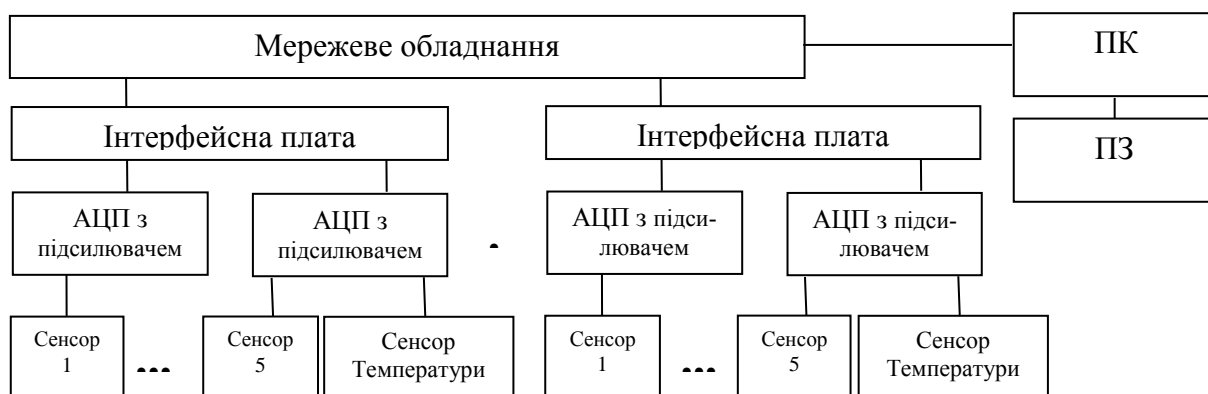 Мережеве обладнання
ПК
Інтерфейсна плата
Інтерфейсна плата
ПЗ
АЦП з
підсилювачем
АЦП з
підсилювачем
АЦП з підси-
лювачем
АЦП з підси-
лювачем
Сенсор
1
...
Сенсор
5
Сенсор
Температури
Сенсор
1
...
Сенсор
5
Сенсор
Температури